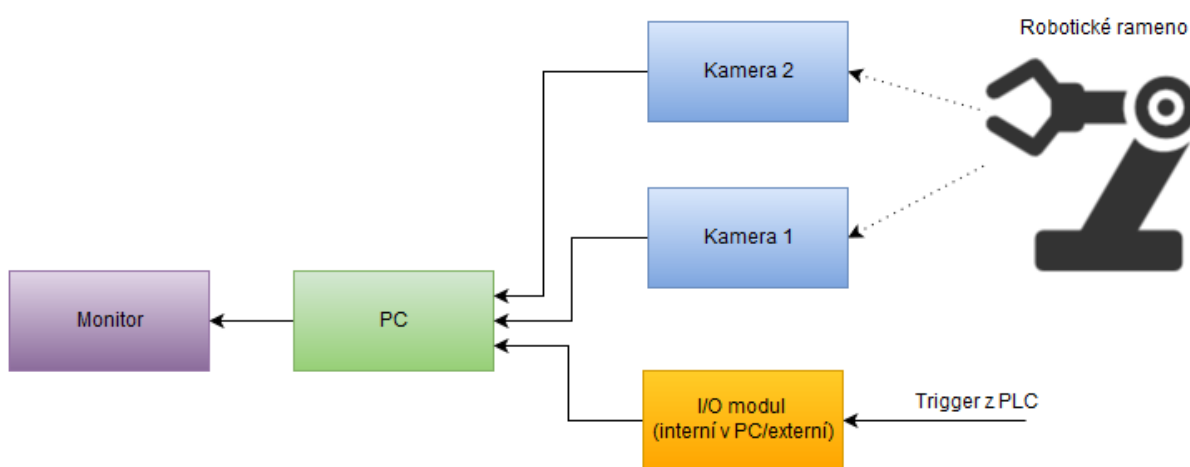 Robotické rameno
Kamera 2
Kamera 1
Monitor
PC
I/O modul
(interní v PC/externí)
Trigger z PLC